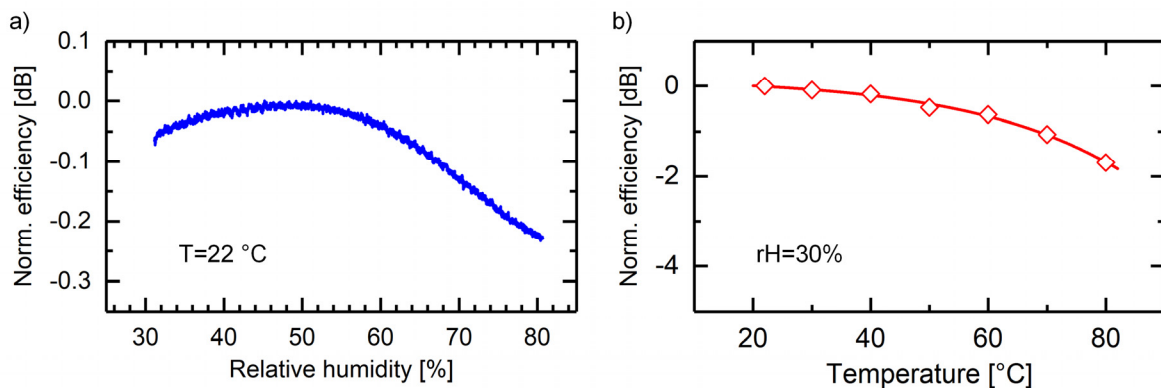 a)
Norm. efficiency [dB]
0.1
0.0
-0.1
-0.2
-0.3
T=22 °C
30 40 50 60 70 80
Relative humidity [%]
b)
Norm. efficiency [dB]
0
-2
-4
rH=30%
20 40 60 80
Temperature [°C]